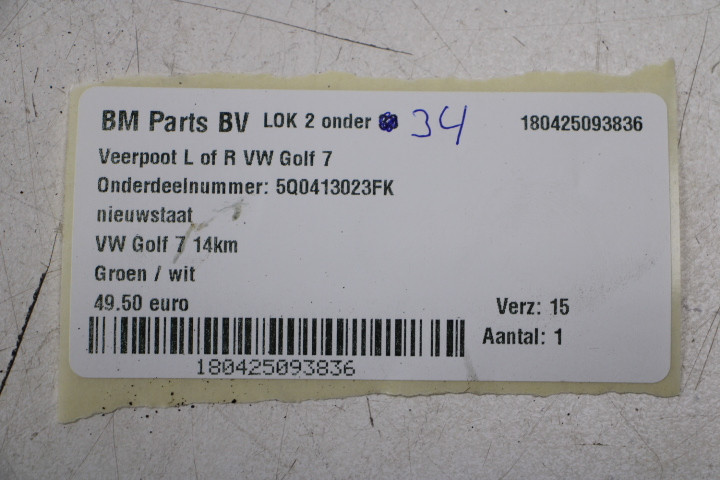 BM Parts BV LOK 2 onder 34 180425093836
Veerpoot L of R VW Golf 7
Onderdeelnummer: 5Q0413023FK
nieuwstaat
VW Golf 7 14km
Groen / wit
49.50 euro Verz: 15
Aantal: 1
180425093836